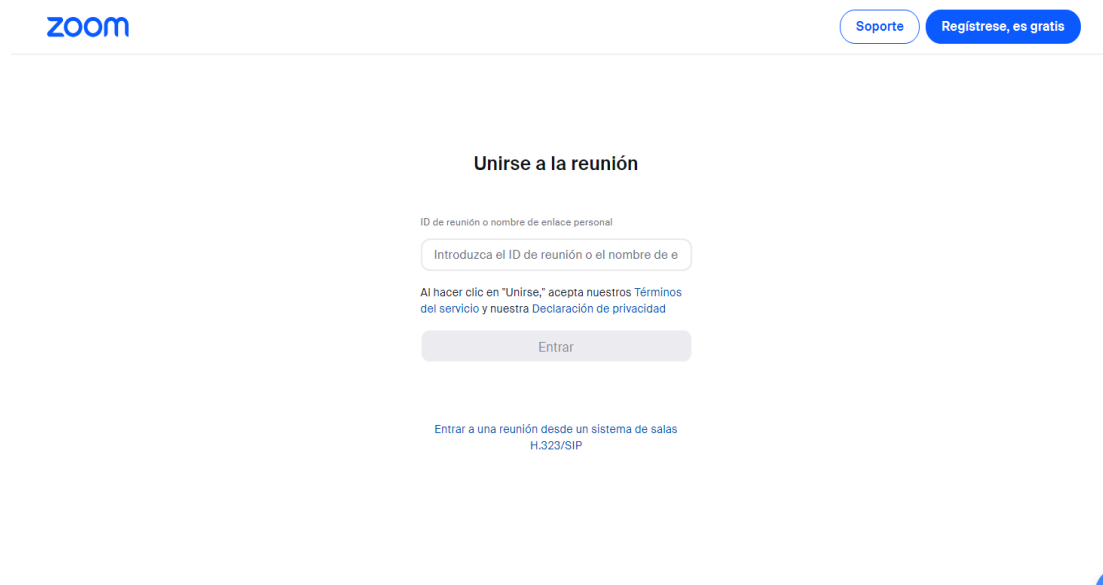 zoom
Soporte
Regístrese, es gratis
Unirse a la reunión
ID de reunión o nombre de enlace personal
Introduzca el ID de reunión o el nombre de e
Al hacer clic en "Unirse," acepta nuestros Términos
del servicio y nuestra Declaración de privacidad
Entrar
Entrar a una reunión desde un sistema de salas
H.323/SIP